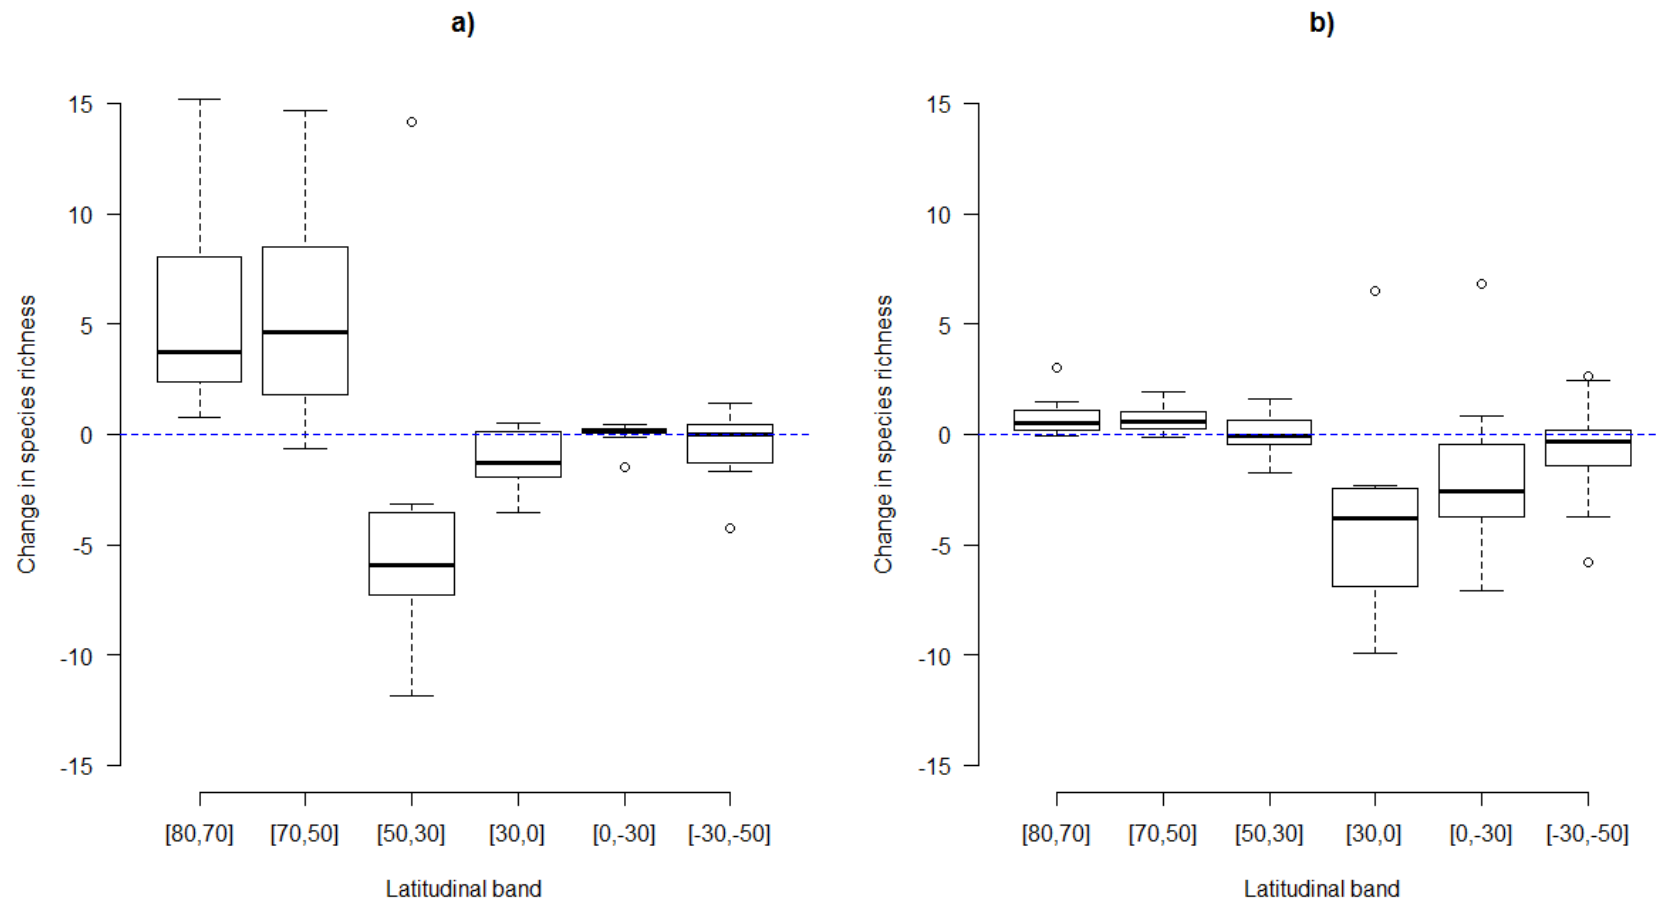 a)
Change in species richness
15
10
5
0
-5
-10
-15
[80,70] [70,50] [50,30] [30,0] [0,-30] [-30,-50]
Latitudinal band
b)
Change in species richness
15
10
5
0
-5
-10
-15
[80,70] [70,50] [50,30] [30,0] [0,-30] [-30,-50]
Latitudinal band